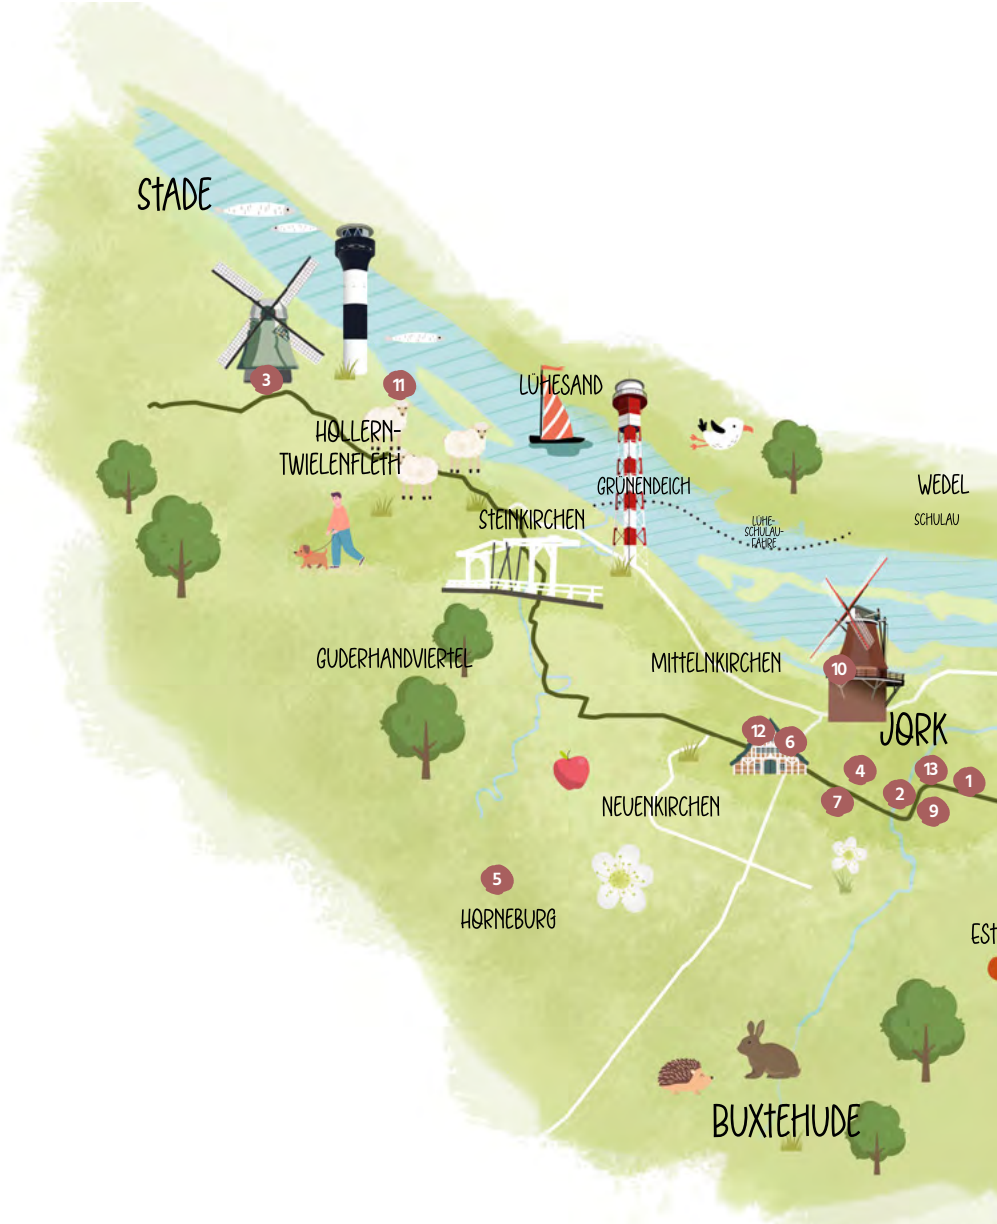 STADE
3
11
HOLLERN-
TWIELENFLETH
LÜHESAND
GRÜNENDEICH
WEDEL
SCHULAU
LÜHE-
SCHULAU-
FÄHRE
STEINKIRCHEN
GUDERHANDVIERTEL
MITTELNKIRCHEN
10
JORK
12
6
4
13
1
7
2
9
NEUENKIRCHEN
5
HORNEBURG
EST
BUXTEHUDE